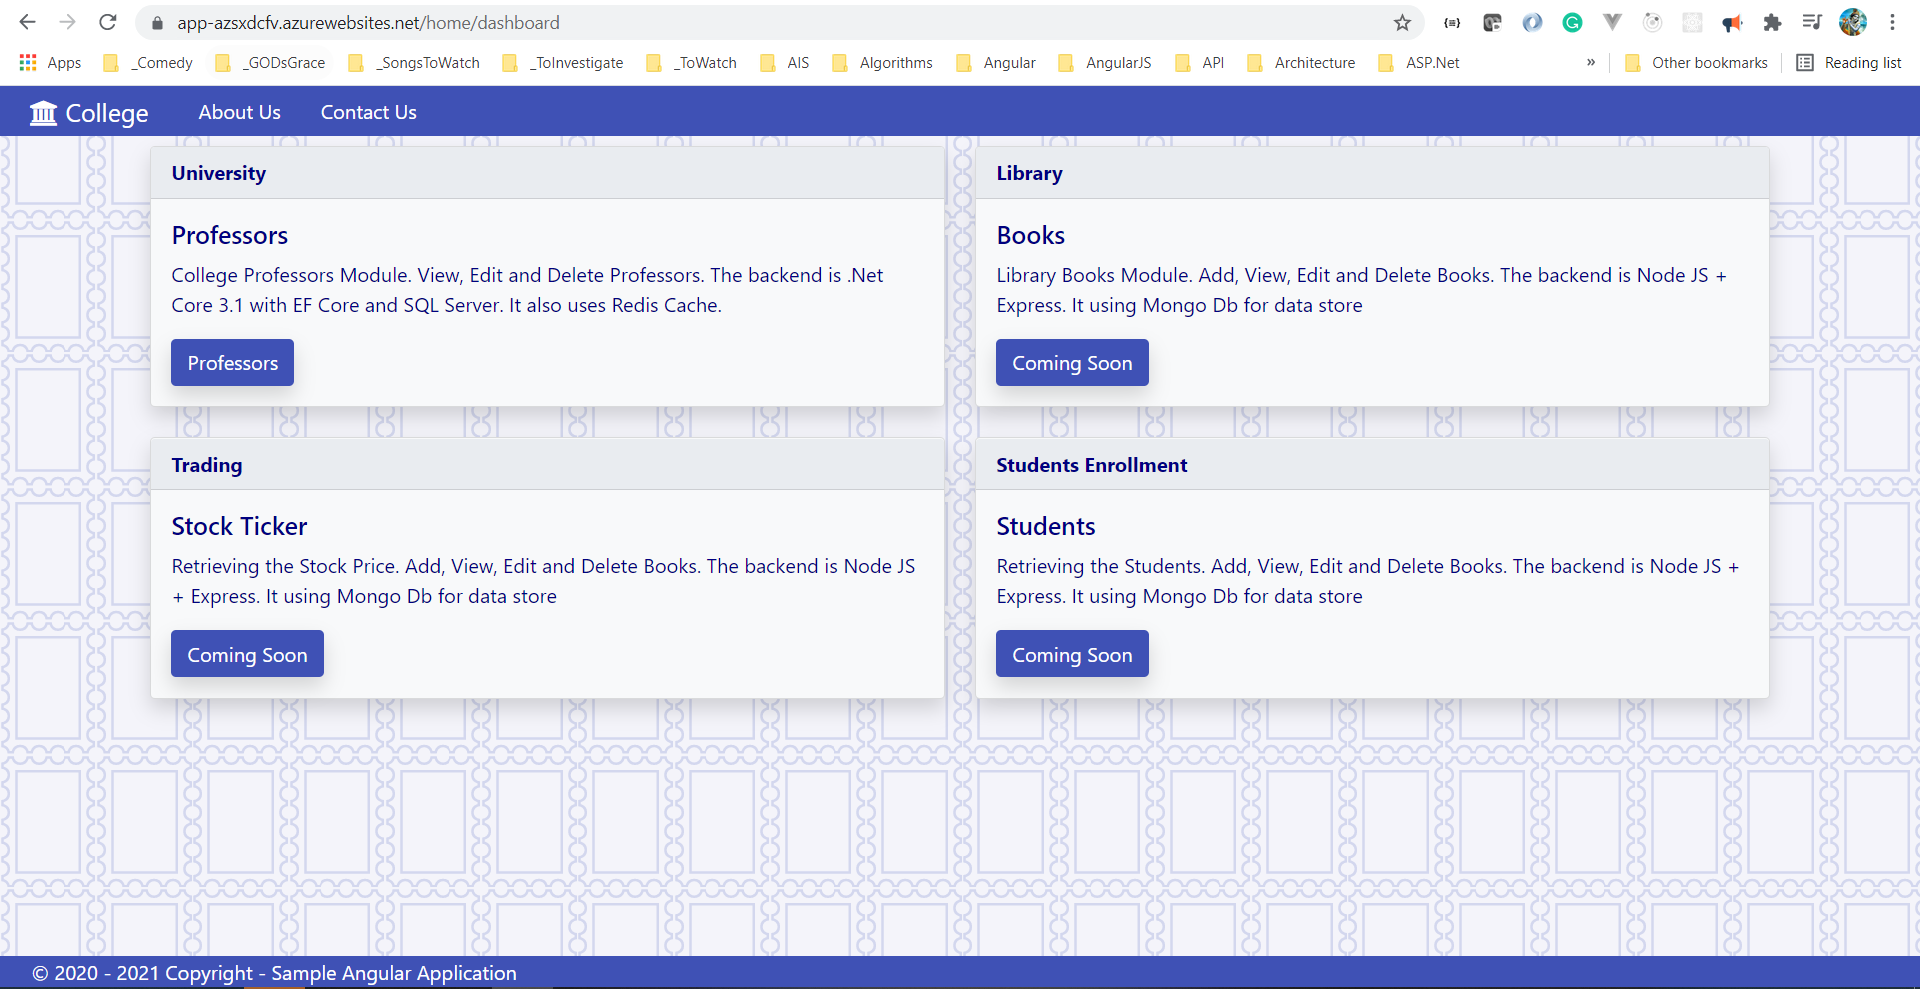 app-azsxdcfv.azurewebsites.net/home/dashboard
Apps _Comedy _GODsGrace _SongsToWatch _ToInvestigate _ToWatch AIS Algorithms Angular AngularJS API Architecture ASP.Net » Other bookmarks Reading list
College About Us Contact Us
University
Professors
College Professors Module. View, Edit and Delete Professors. The backend is .Net
Core 3.1 with EF Core and SQL Server. It also uses Redis Cache.
Professors
Library
Books
Library Books Module. Add, View, Edit and Delete Books. The backend is Node JS +
Express. It using Mongo Db for data store
Coming Soon
Trading
Stock Ticker
Retrieving the Stock Price. Add, View, Edit and Delete Books. The backend is Node JS
+ Express. It using Mongo Db for data store
Coming Soon
Students Enrollment
Students
Retrieving the Students. Add, View, Edit and Delete Books. The backend is Node JS +
Express. It using Mongo Db for data store
Coming Soon
© 2020 - 2021 Copyright - Sample Angular Application